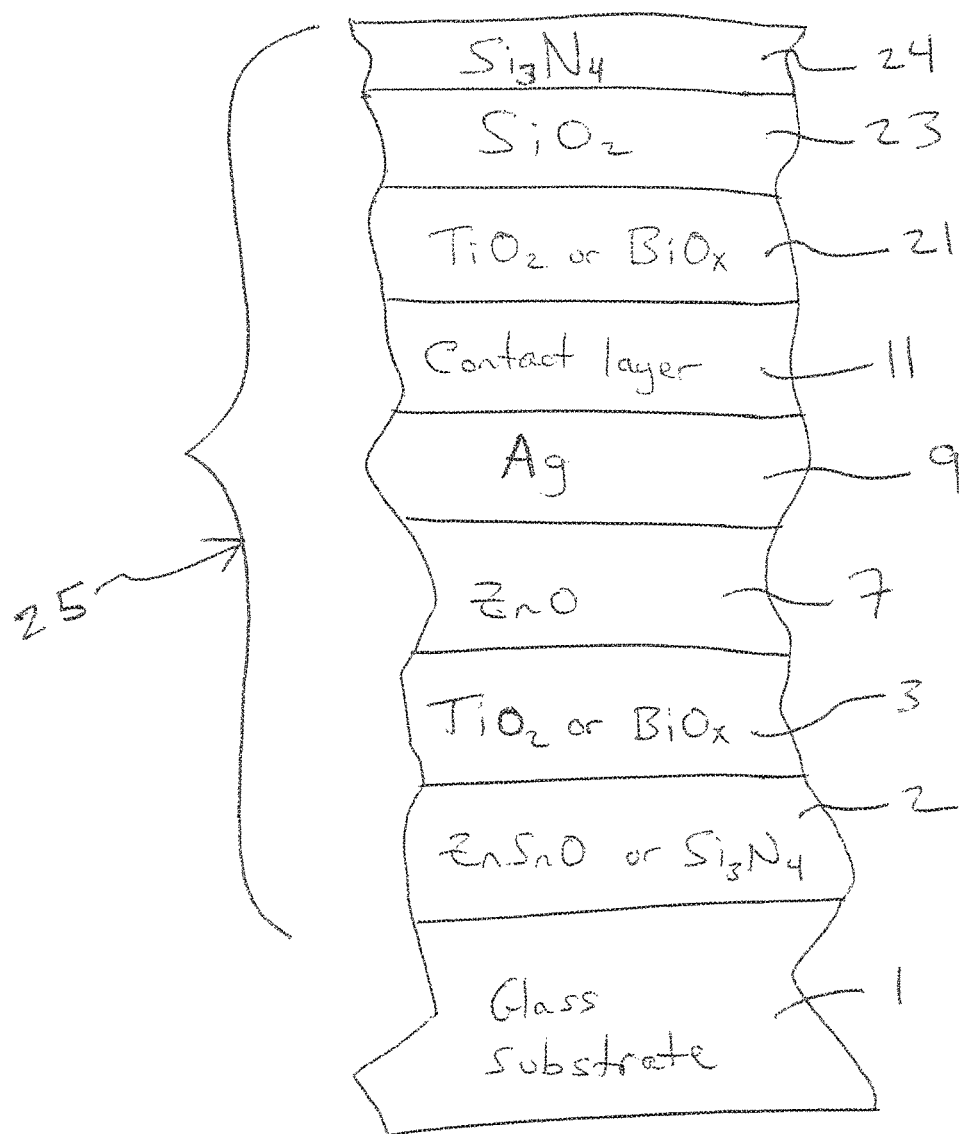 Si₃N₄ 24
SiO₂ 23
TiO₂ or BiOₓ 21
Contact layer 11
Ag 9
ZnO 7
25
TiO₂ or BiOₓ 3
2
ZnSnO or Si₃N₄
Glass 1
substrate